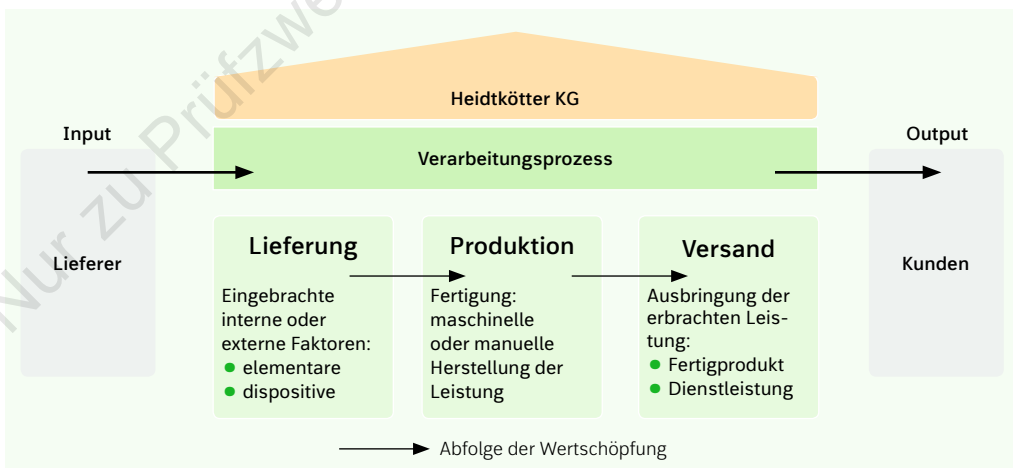 Heidtkötter KG
Input
Output
Verarbeitungsprozess
Lieferer
Kunden
Lieferung
Eingebrachte
interne oder
externe Faktoren:
elementare
dispositive
Produktion
Fertigung:
maschinelle
oder manuelle
Herstellung der
Leistung
Versand
Ausbringung der
erbrachten Leis-
tung:
Fertigprodukt
Dienstleistung
Abfolge der Wertschöpfung
Nur zu Prüfzwe